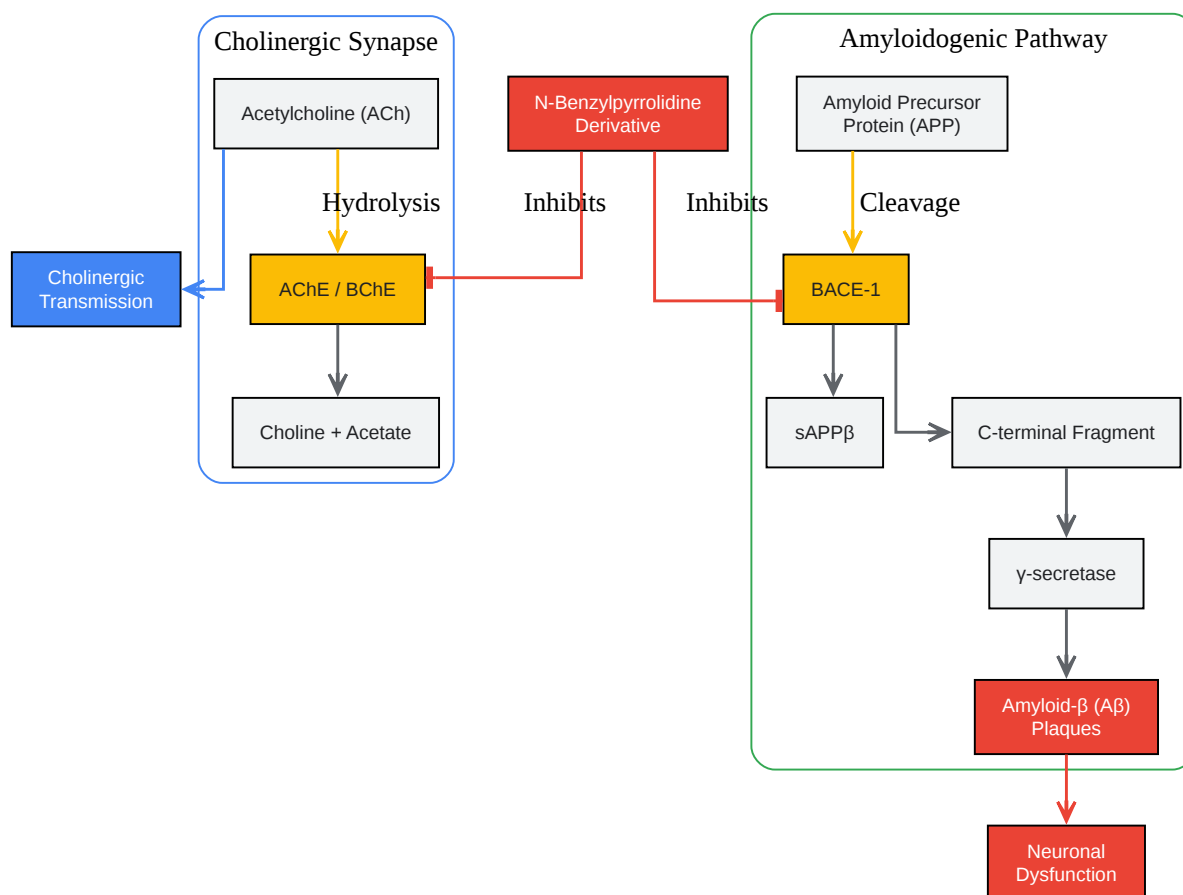 Cholinergic Synapse
Amyloidogenic Pathway
Acetylcholine (ACh)
N-Benzylpyrrolidine
Derivative
Amyloid Precursor
Protein (APP)
Hydrolysis
Inhibits
Inhibits
Cleavage
Cholinergic
Transmission
AChE / BChE
BACE-1
Choline + Acetate
sAPPβ
C-terminal Fragment
γ-secretase
Amyloid-β (Aβ)
Plaques
Neuronal
Dysfunction